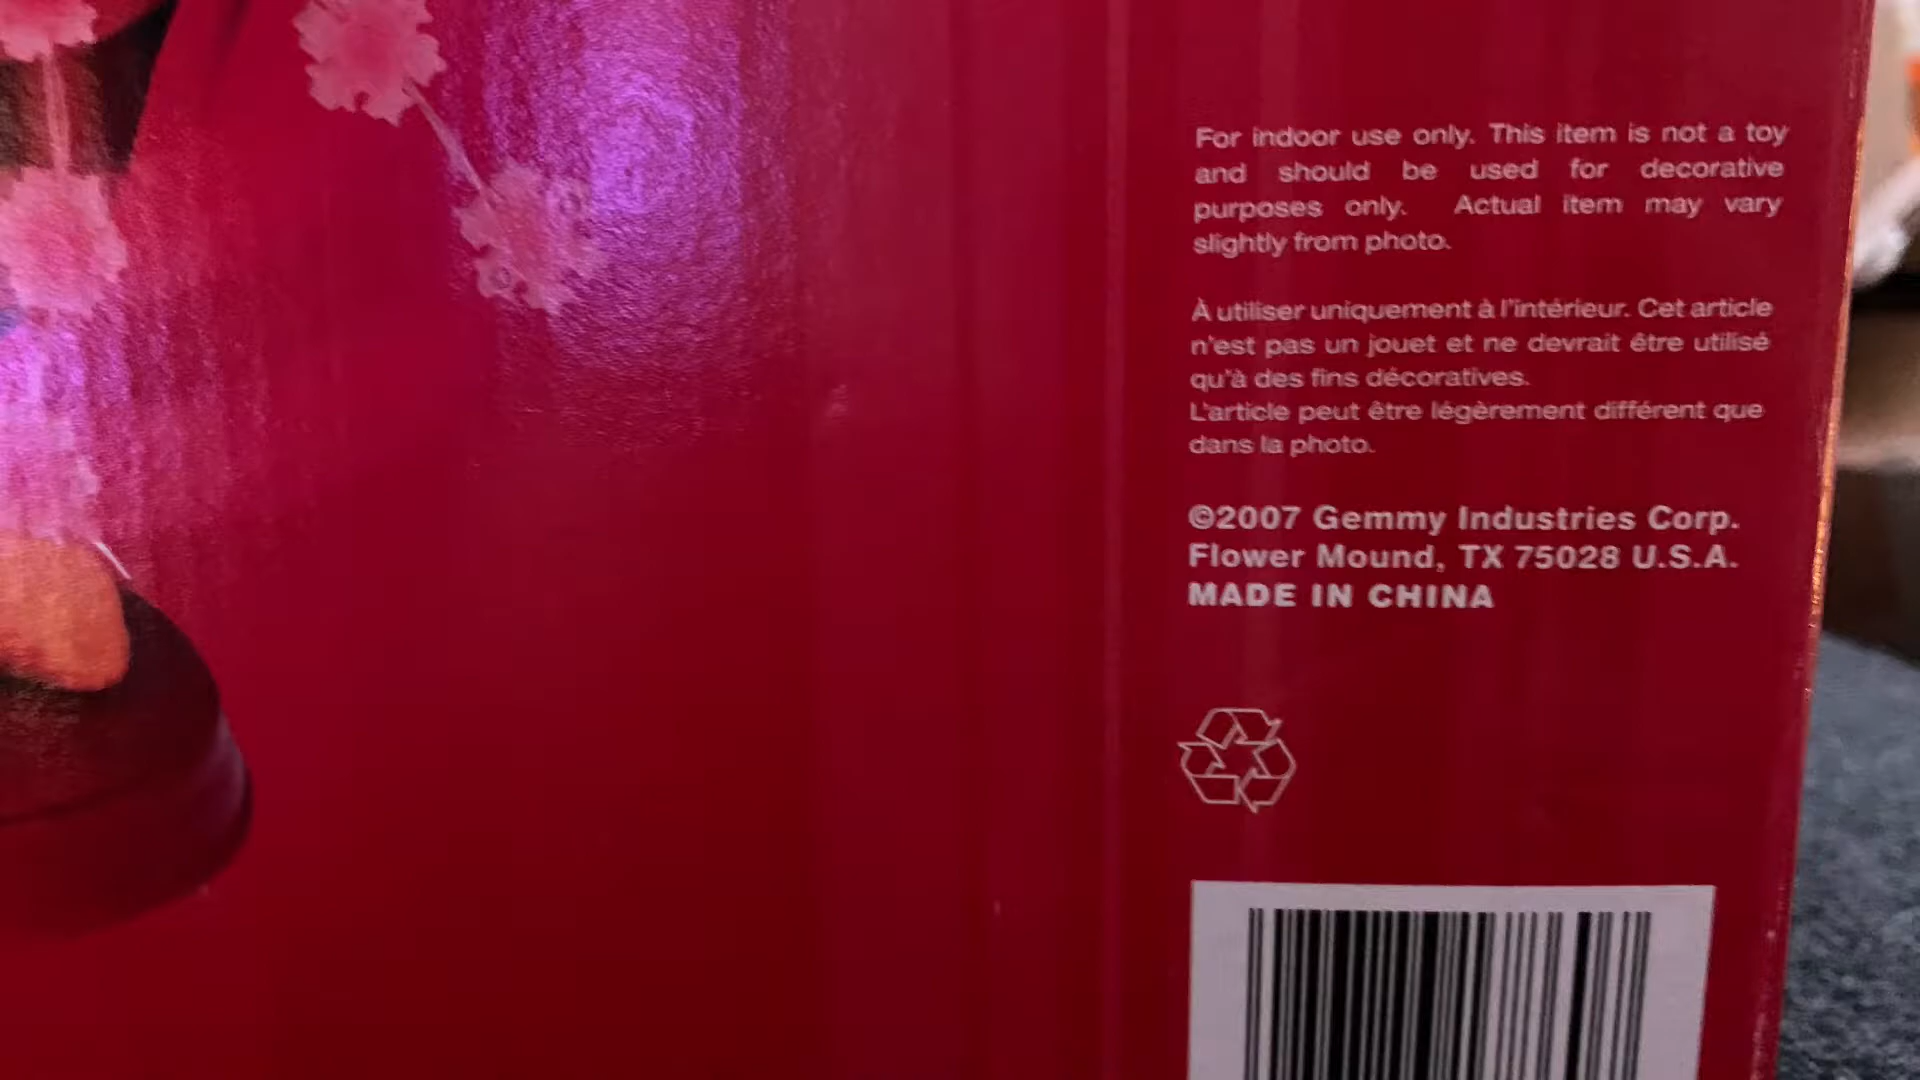 For indoor use only. This item is not a toy
and should be used for decorative
purposes only. Actual item may vary
slightly from photo.
À utiliser uniquement à l'intérieur. Cet article
n'est pas un jouet et ne devrait être utilisé
qu'à des fins décoratives.
L'article peut être légèrement différent que
dans la photo.
©2007 Gemmy Industries Corp.
Flower Mound, TX 75028 U.S.A.
MADE IN CHINA